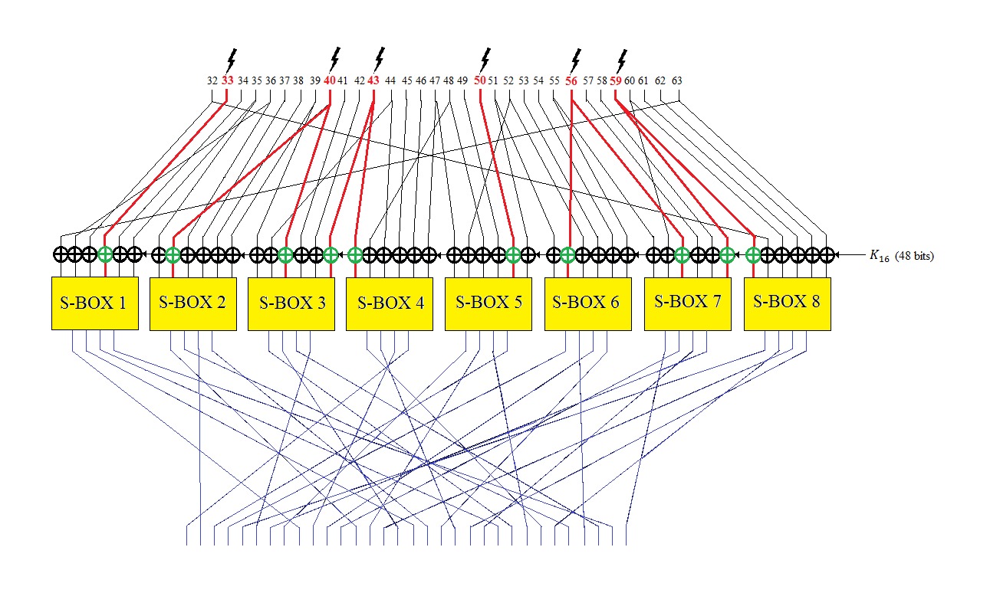 32 33 34 35 36 37 38 39 40 41 42 43 44 45 46 47 48 49 50 51 52 53 54 55 56 57 58 59 60 61 62 63
K₁₆ (48 bits)
S-BOX 1 S-BOX 2 S-BOX 3 S-BOX 4 S-BOX 5 S-BOX 6 S-BOX 7 S-BOX 8